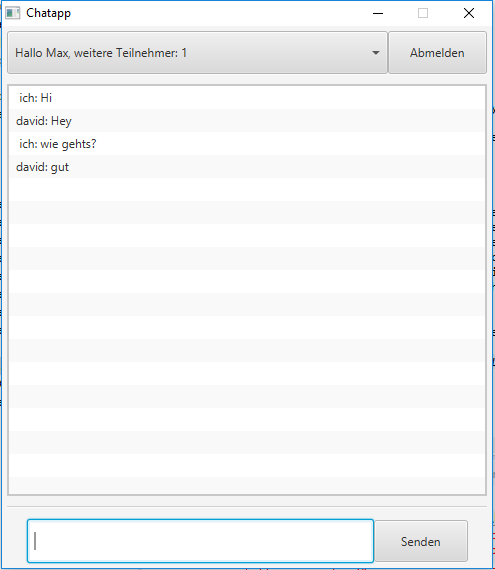 Chatapp
Hallo Max, weitere Teilnehmer: 1
Abmelden
ich: Hi
david: Hey
ich: wie gehts?
david: gut
Senden